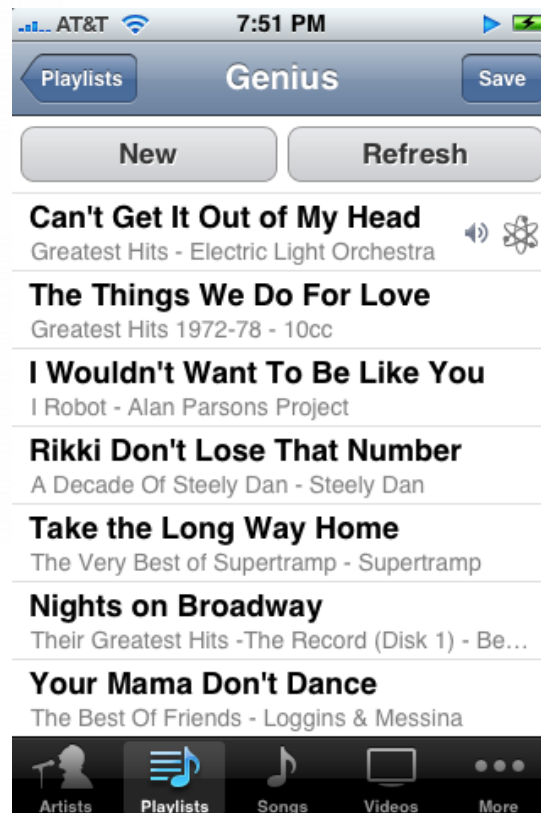 AT&T 7:51 PM
Playlists Genius Save
New Refresh
Can't Get It Out of My Head
Greatest Hits - Electric Light Orchestra
The Things We Do For Love
Greatest Hits 1972-78 - 10cc
I Wouldn't Want To Be Like You
I Robot - Alan Parsons Project
Rikki Don't Lose That Number
A Decade Of Steely Dan - Steely Dan
Take the Long Way Home
The Very Best of Supertramp - Supertramp
Nights on Broadway
Their Greatest Hits -The Record (Disk 1) - Be...
Your Mama Don't Dance
The Best Of Friends - Loggins & Messina
Artists Playlists Songs Videos More